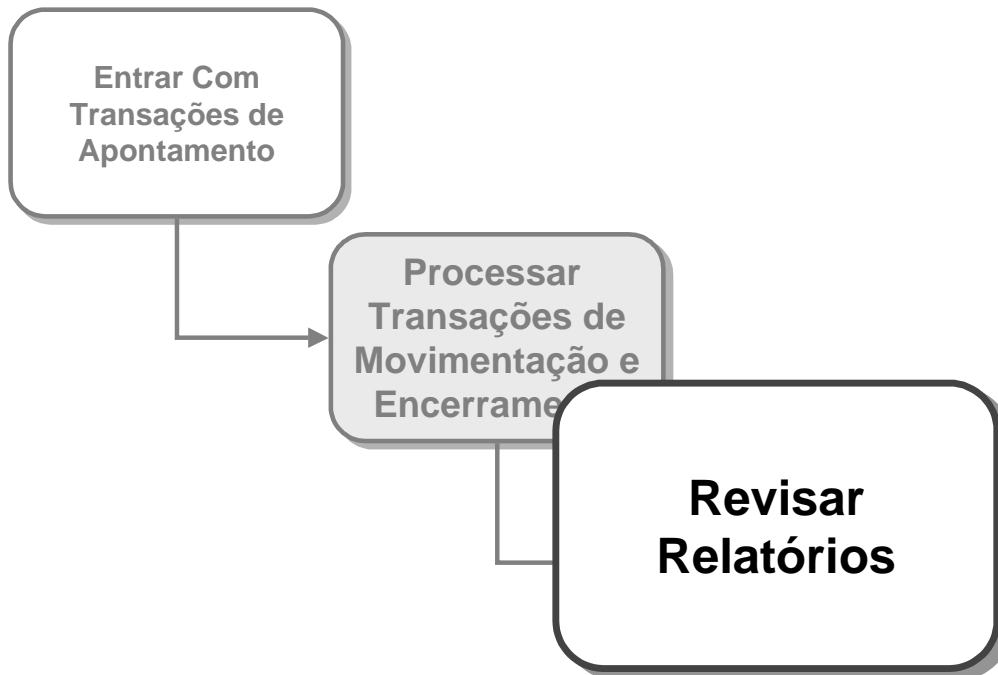 Entrar Com
Transações de
Apontamento
Processar
Transações de
Movimentação e
Encerrame
Revisar
Relatórios